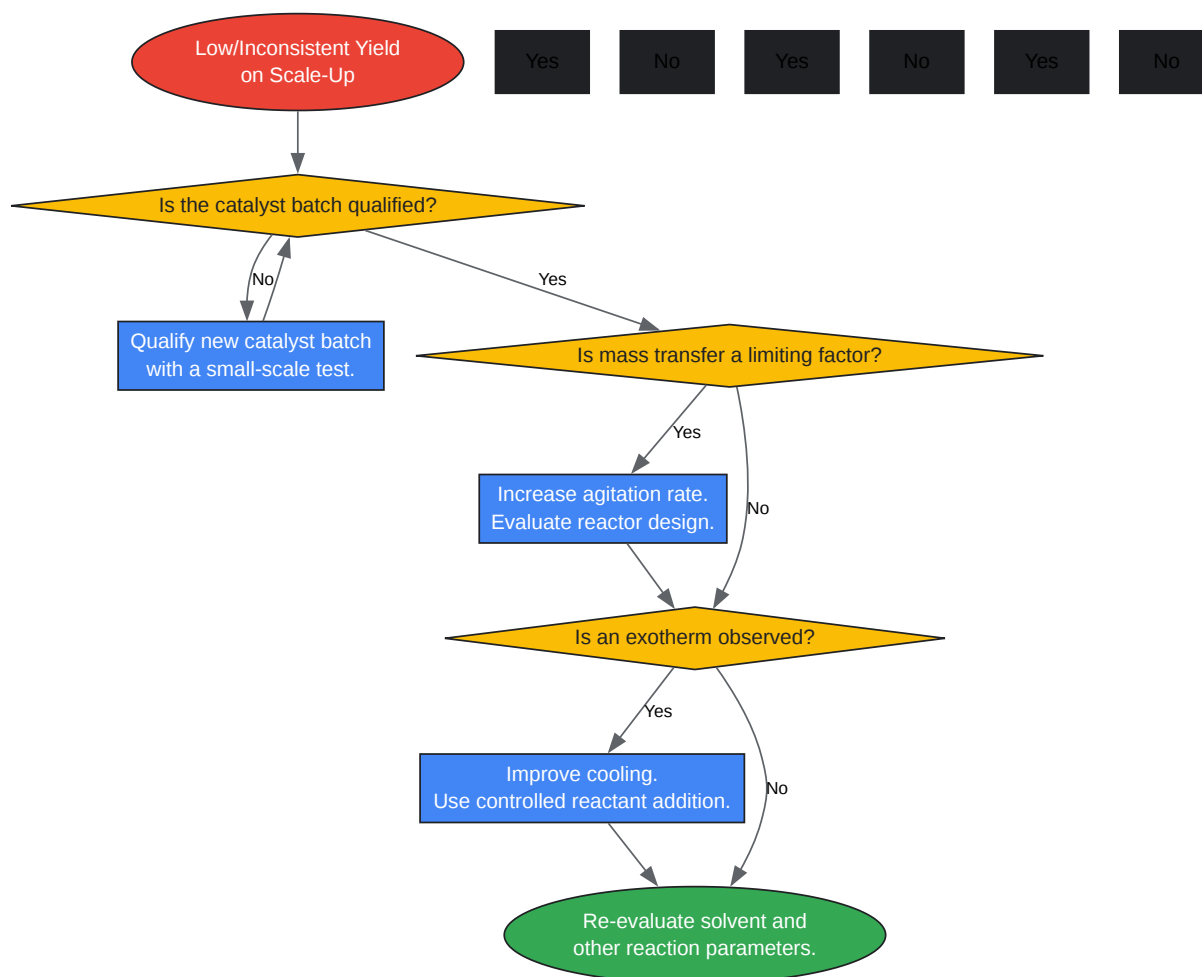 Low/Inconsistent Yield
on Scale-Up
Yes
No
Yes
No
Yes
No
Is the catalyst batch qualified?
No
Yes
Qualify new catalyst batch
with a small-scale test.
Is mass transfer a limiting factor?
Yes
No
Increase agitation rate.
Evaluate reactor design.
Is an exotherm observed?
Yes
No
Improve cooling.
Use controlled reactant addition.
Re-evaluate solvent and
other reaction parameters.